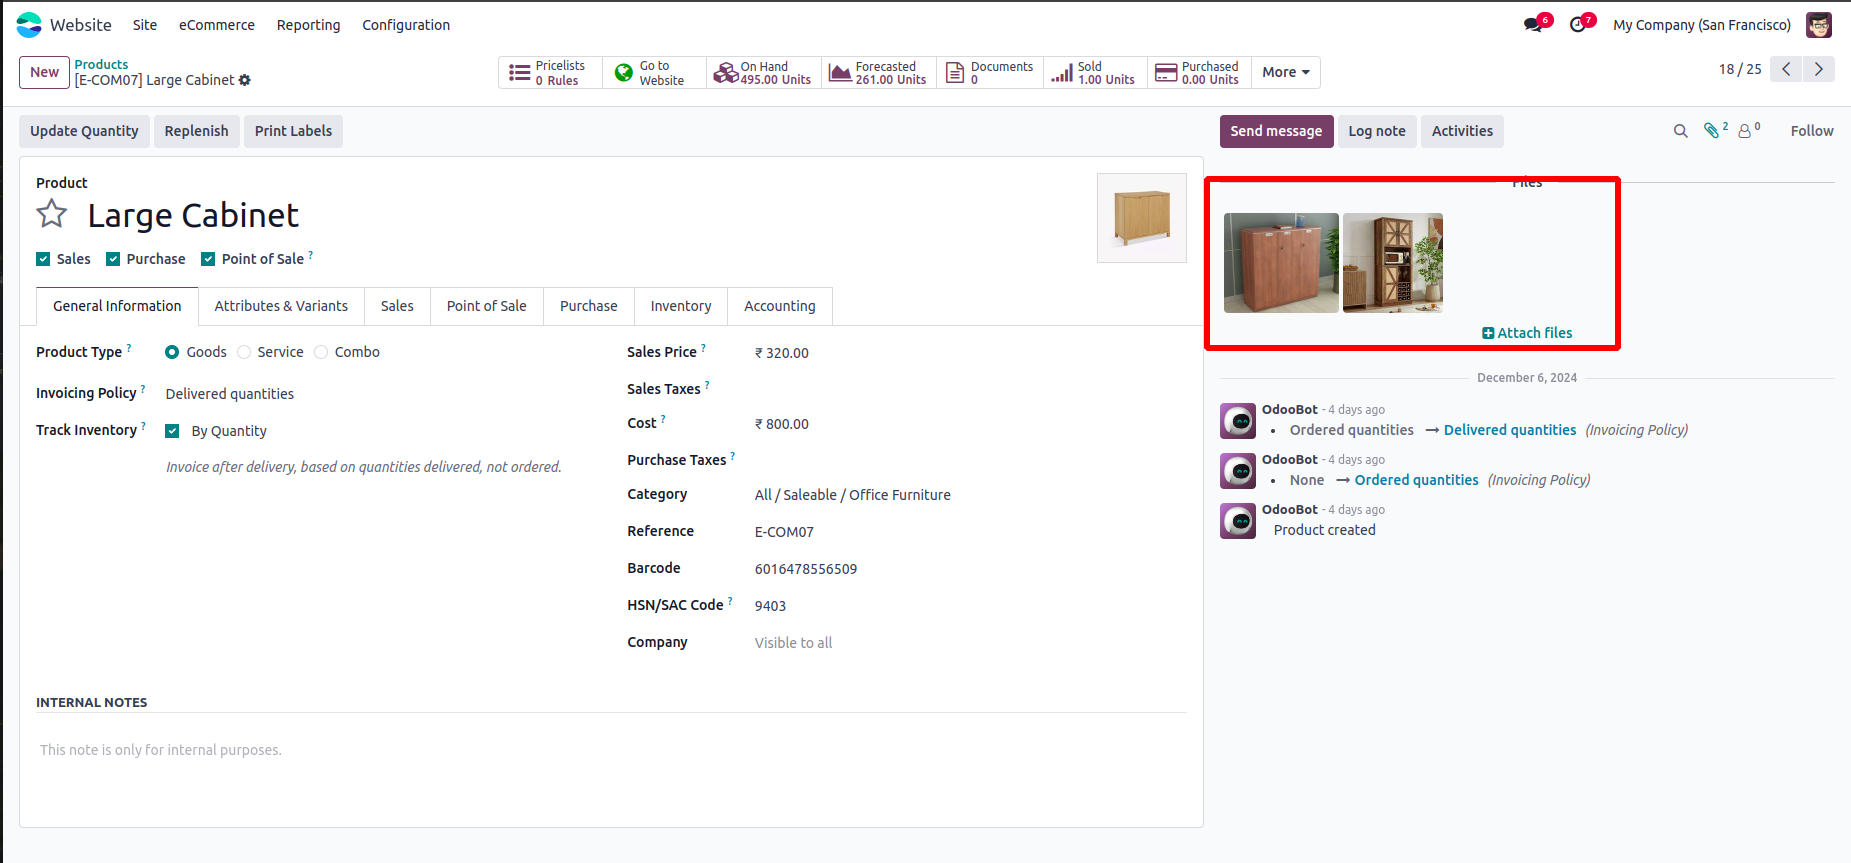 Website Site eCommerce Reporting Configuration 6 7 My Company (San Francisco)
New Products
[E-COM07] Large Cabinet
Pricelists
0 Rules
Go to
Website
On Hand
495.00 Units
Forecasted
261.00 Units
Documents
0
Sold
1.00 Units
Purchased
0.00 Units
More
18 / 25
Update Quantity Replenish Print Labels
Send message Log note Activities 2 0 Follow
Product
Large Cabinet
Sales Purchase Point of Sale ?
General Information Attributes & Variants Sales Point of Sale Purchase Inventory Accounting
Product Type ? Goods Service Combo
Invoicing Policy ? Delivered quantities
Track Inventory ? By Quantity
Invoice after delivery, based on quantities delivered, not ordered.
Sales Price ? ₹ 320.00
Sales Taxes ?
Cost ? ₹ 800.00
Purchase Taxes ?
Category All / Saleable / Office Furniture
Reference E-COM07
Barcode 6016478556509
HSN/SAC Code ? 9403
Company Visible to all
INTERNAL NOTES
This note is only for internal purposes.
Files
Attach files
December 6, 2024
OdooBot - 4 days ago
• Ordered quantities → Delivered quantities (Invoicing Policy)
OdooBot - 4 days ago
• None → Ordered quantities (Invoicing Policy)
OdooBot - 4 days ago
Product created